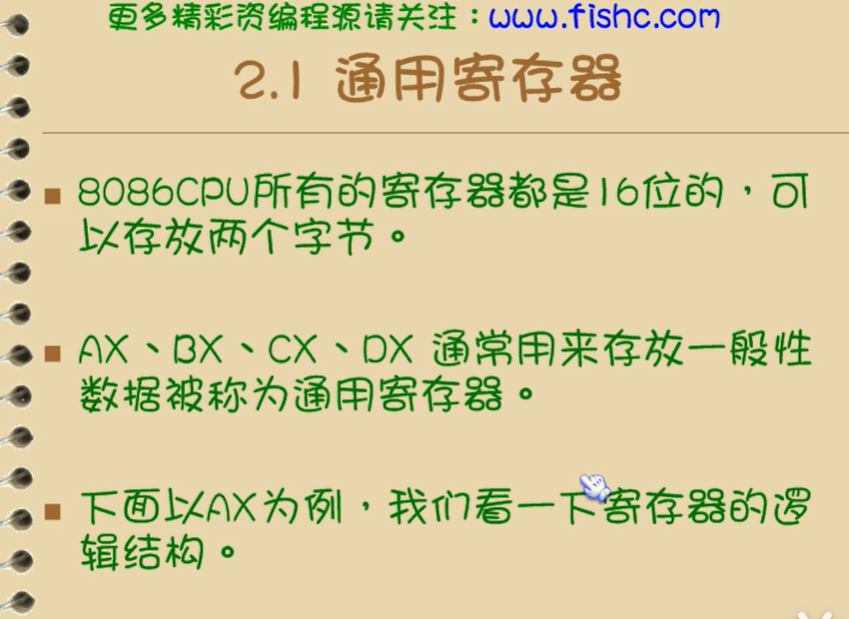 更多精彩资编程源请关注：www.fishc.com
2.1 通用寄存器
8086CPU所有的寄存器都是16位的，可
以存放两个字节。
AX、BX、CX、DX 通常用来存放一般性
数据被称为通用寄存器。
下面以AX为例，我们看一下寄存器的逻
辑结构。